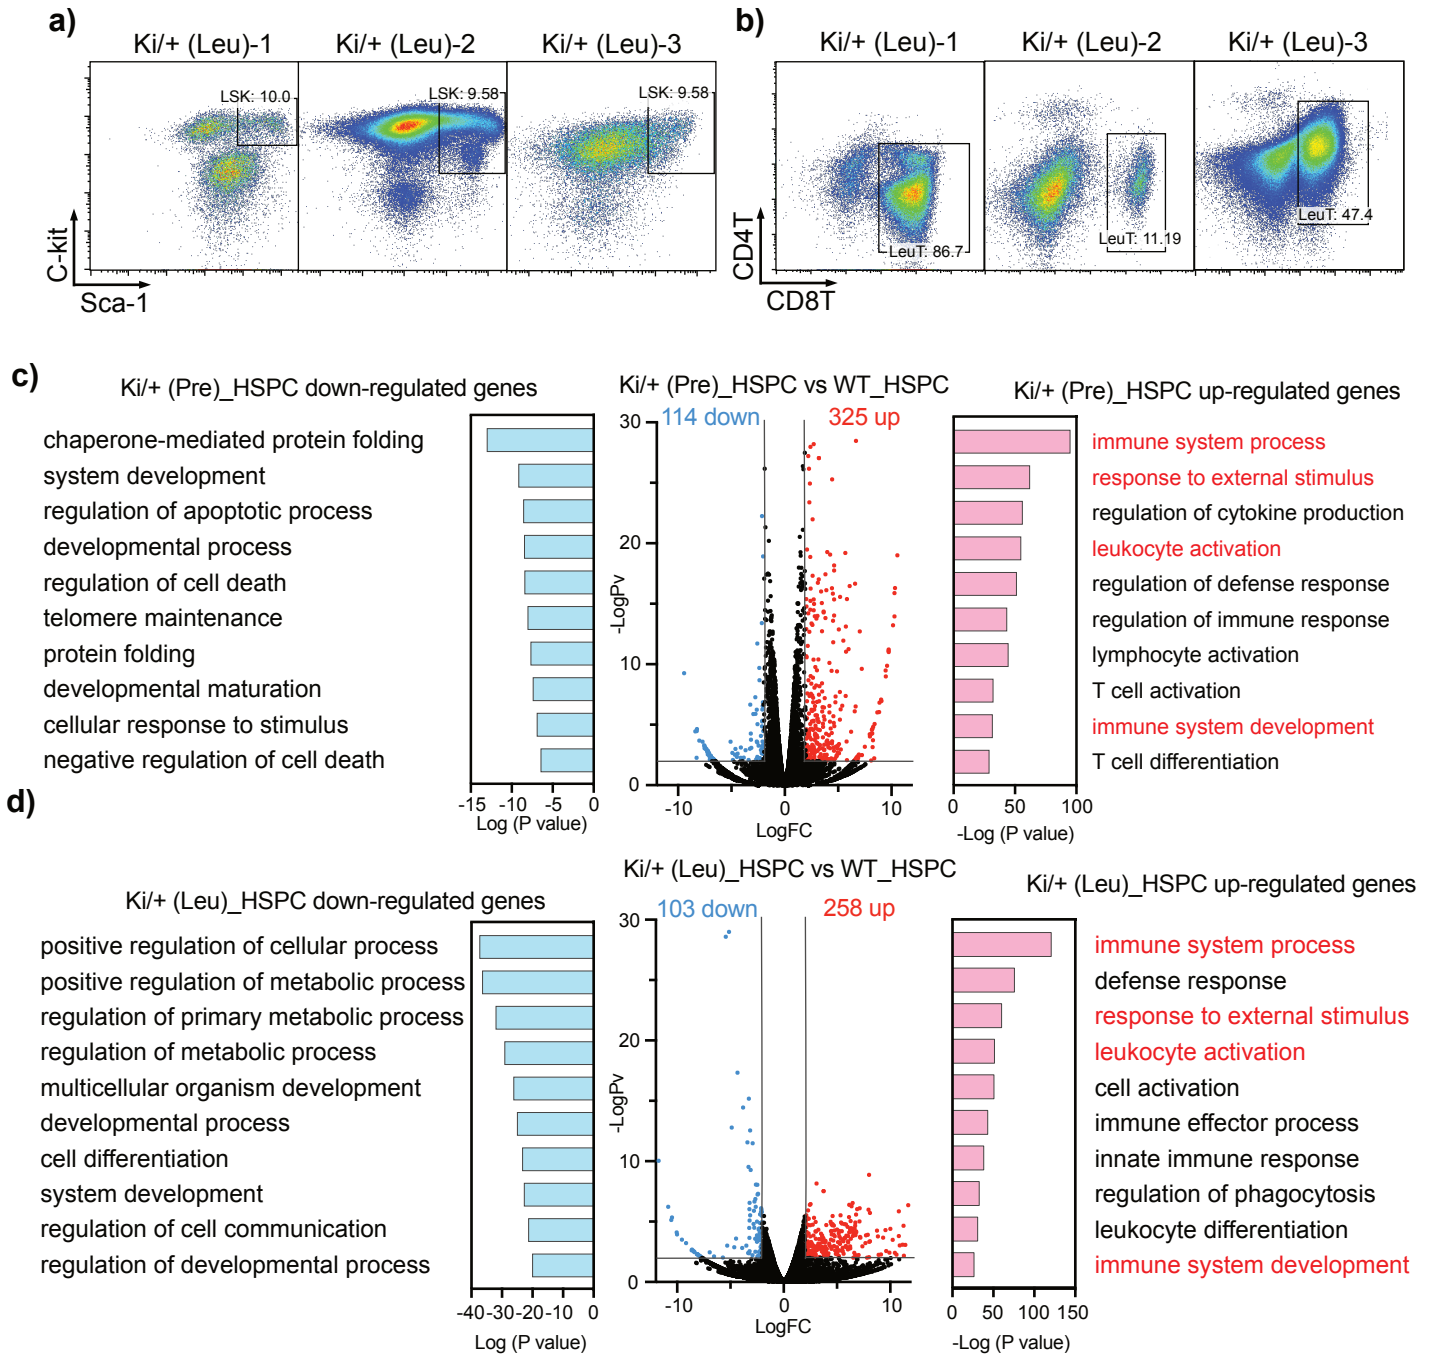 a)
Ki/+ (Leu)-1 Ki/+ (Leu)-2 Ki/+ (Leu)-3
LSK: 10.0 LSK: 9.58 LSK: 9.58
C-kit
Sca-1
b)
Ki/+ (Leu)-1 Ki/+ (Leu)-2 Ki/+ (Leu)-3
LeuT: 86.7 LeuT: 11.19 LeuT: 47.4
CD4T
CD8T
c)
Ki/+ (Pre)_HSPC down-regulated genes
chaperone-mediated protein folding
system development
regulation of apoptotic process
developmental process
regulation of cell death
telomere maintenance
protein folding
developmental maturation
cellular response to stimulus
negative regulation of cell death
-15 -10 -5 0
Log (P value)
Ki/+ (Pre)_HSPC vs WT_HSPC
114 down 325 up
30
20
10
0
-LogPv
-10 0 10
LogFC
Ki/+ (Pre)_HSPC up-regulated genes
immune system process
response to external stimulus
regulation of cytokine production
leukocyte activation
regulation of defense response
regulation of immune response
lymphocyte activation
T cell activation
immune system development
T cell differentiation
0 50 100
-Log (P value)
d)
Ki/+ (Leu)_HSPC down-regulated genes
positive regulation of cellular process
positive regulation of metabolic process
regulation of primary metabolic process
regulation of metabolic process
multicellular organism development
developmental process
cell differentiation
system development
regulation of cell communication
regulation of developmental process
-40 -30 -20 -10 0
Log (P value)
Ki/+ (Leu)_HSPC vs WT_HSPC
103 down 258 up
30
20
10
0
-LogPv
-10 0 10
LogFC
Ki/+ (Leu)_HSPC up-regulated genes
immune system process
defense response
response to external stimulus
leukocyte activation
cell activation
immune effector process
innate immune response
regulation of phagocytosis
leukocyte differentiation
immune system development
0 50 100 150
-Log (P value)